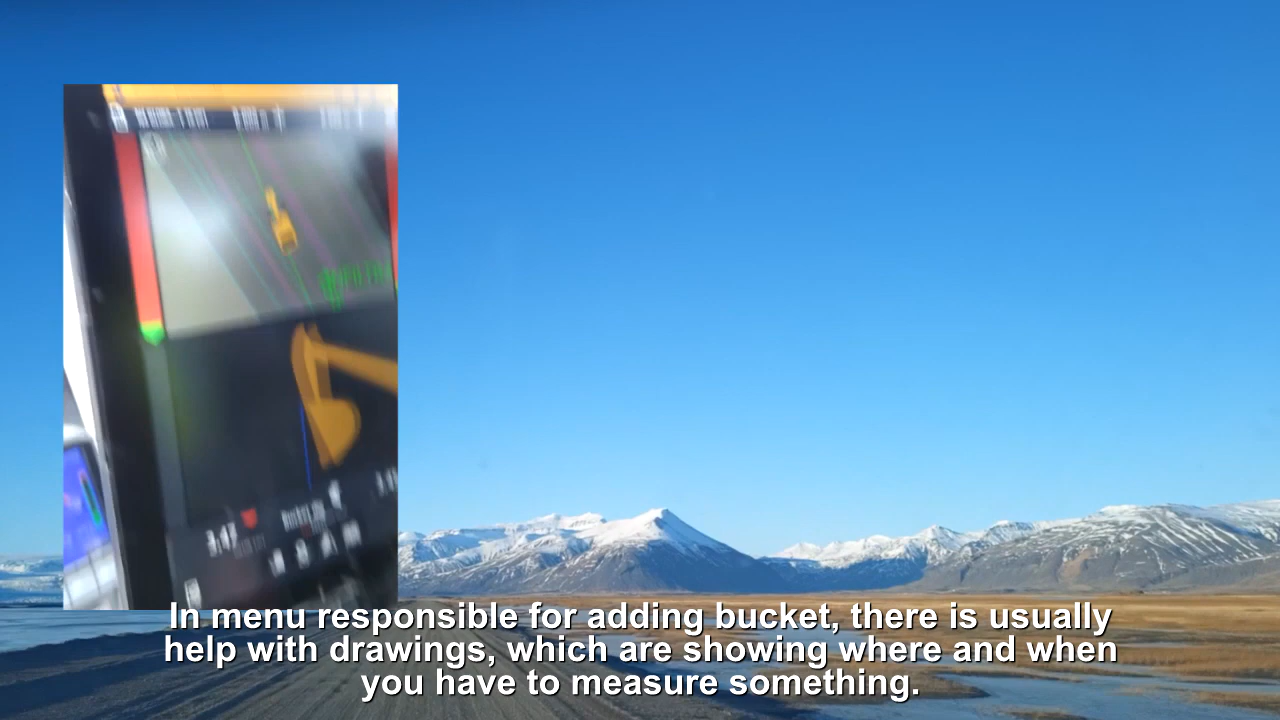 In menu responsible for adding bucket, there is usually
help with drawings, which are showing where and when
you have to measure something.